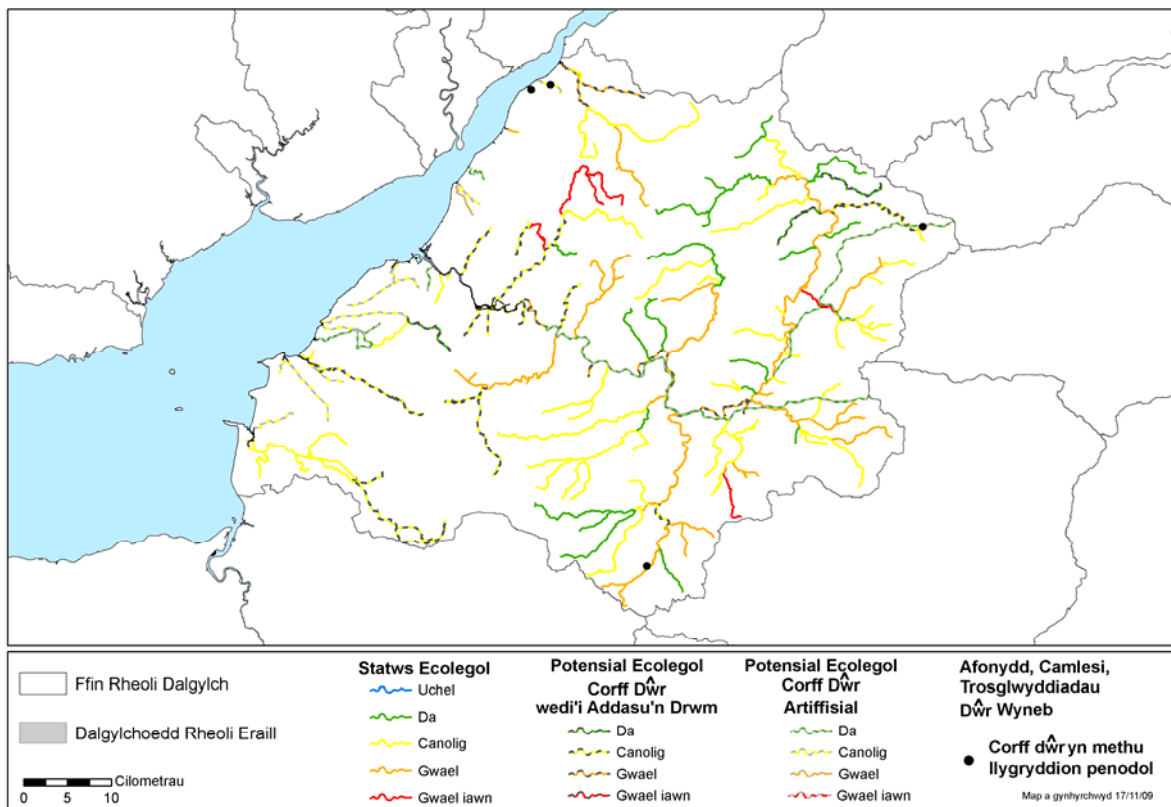 Ffin Rheoli Dalgylch
Dalgylchoedd Rheoli Eraill
Cilometrau
0 5 10
Statws Ecolegol
Uchel
Da
Canolig
Gwael
Gwael iawn
Potensial Ecolegol
Corff Dŵr
wedi'i Addasu'n Drwm
Da
Canolig
Gwael
Gwael iawn
Potensial Ecolegol
Corff Dŵr
Artiffisial
Da
Canolig
Gwael
Gwael iawn
Afonydd, Camlesi,
Trosglwyddiadau
Dŵr Wyneb
Corff dŵr yn methu
llygryddion penodol
Map a gynhyrchwyd 17/11/09